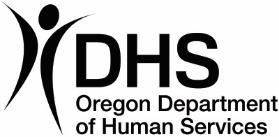 DHS
Oregon Department
of Human Services